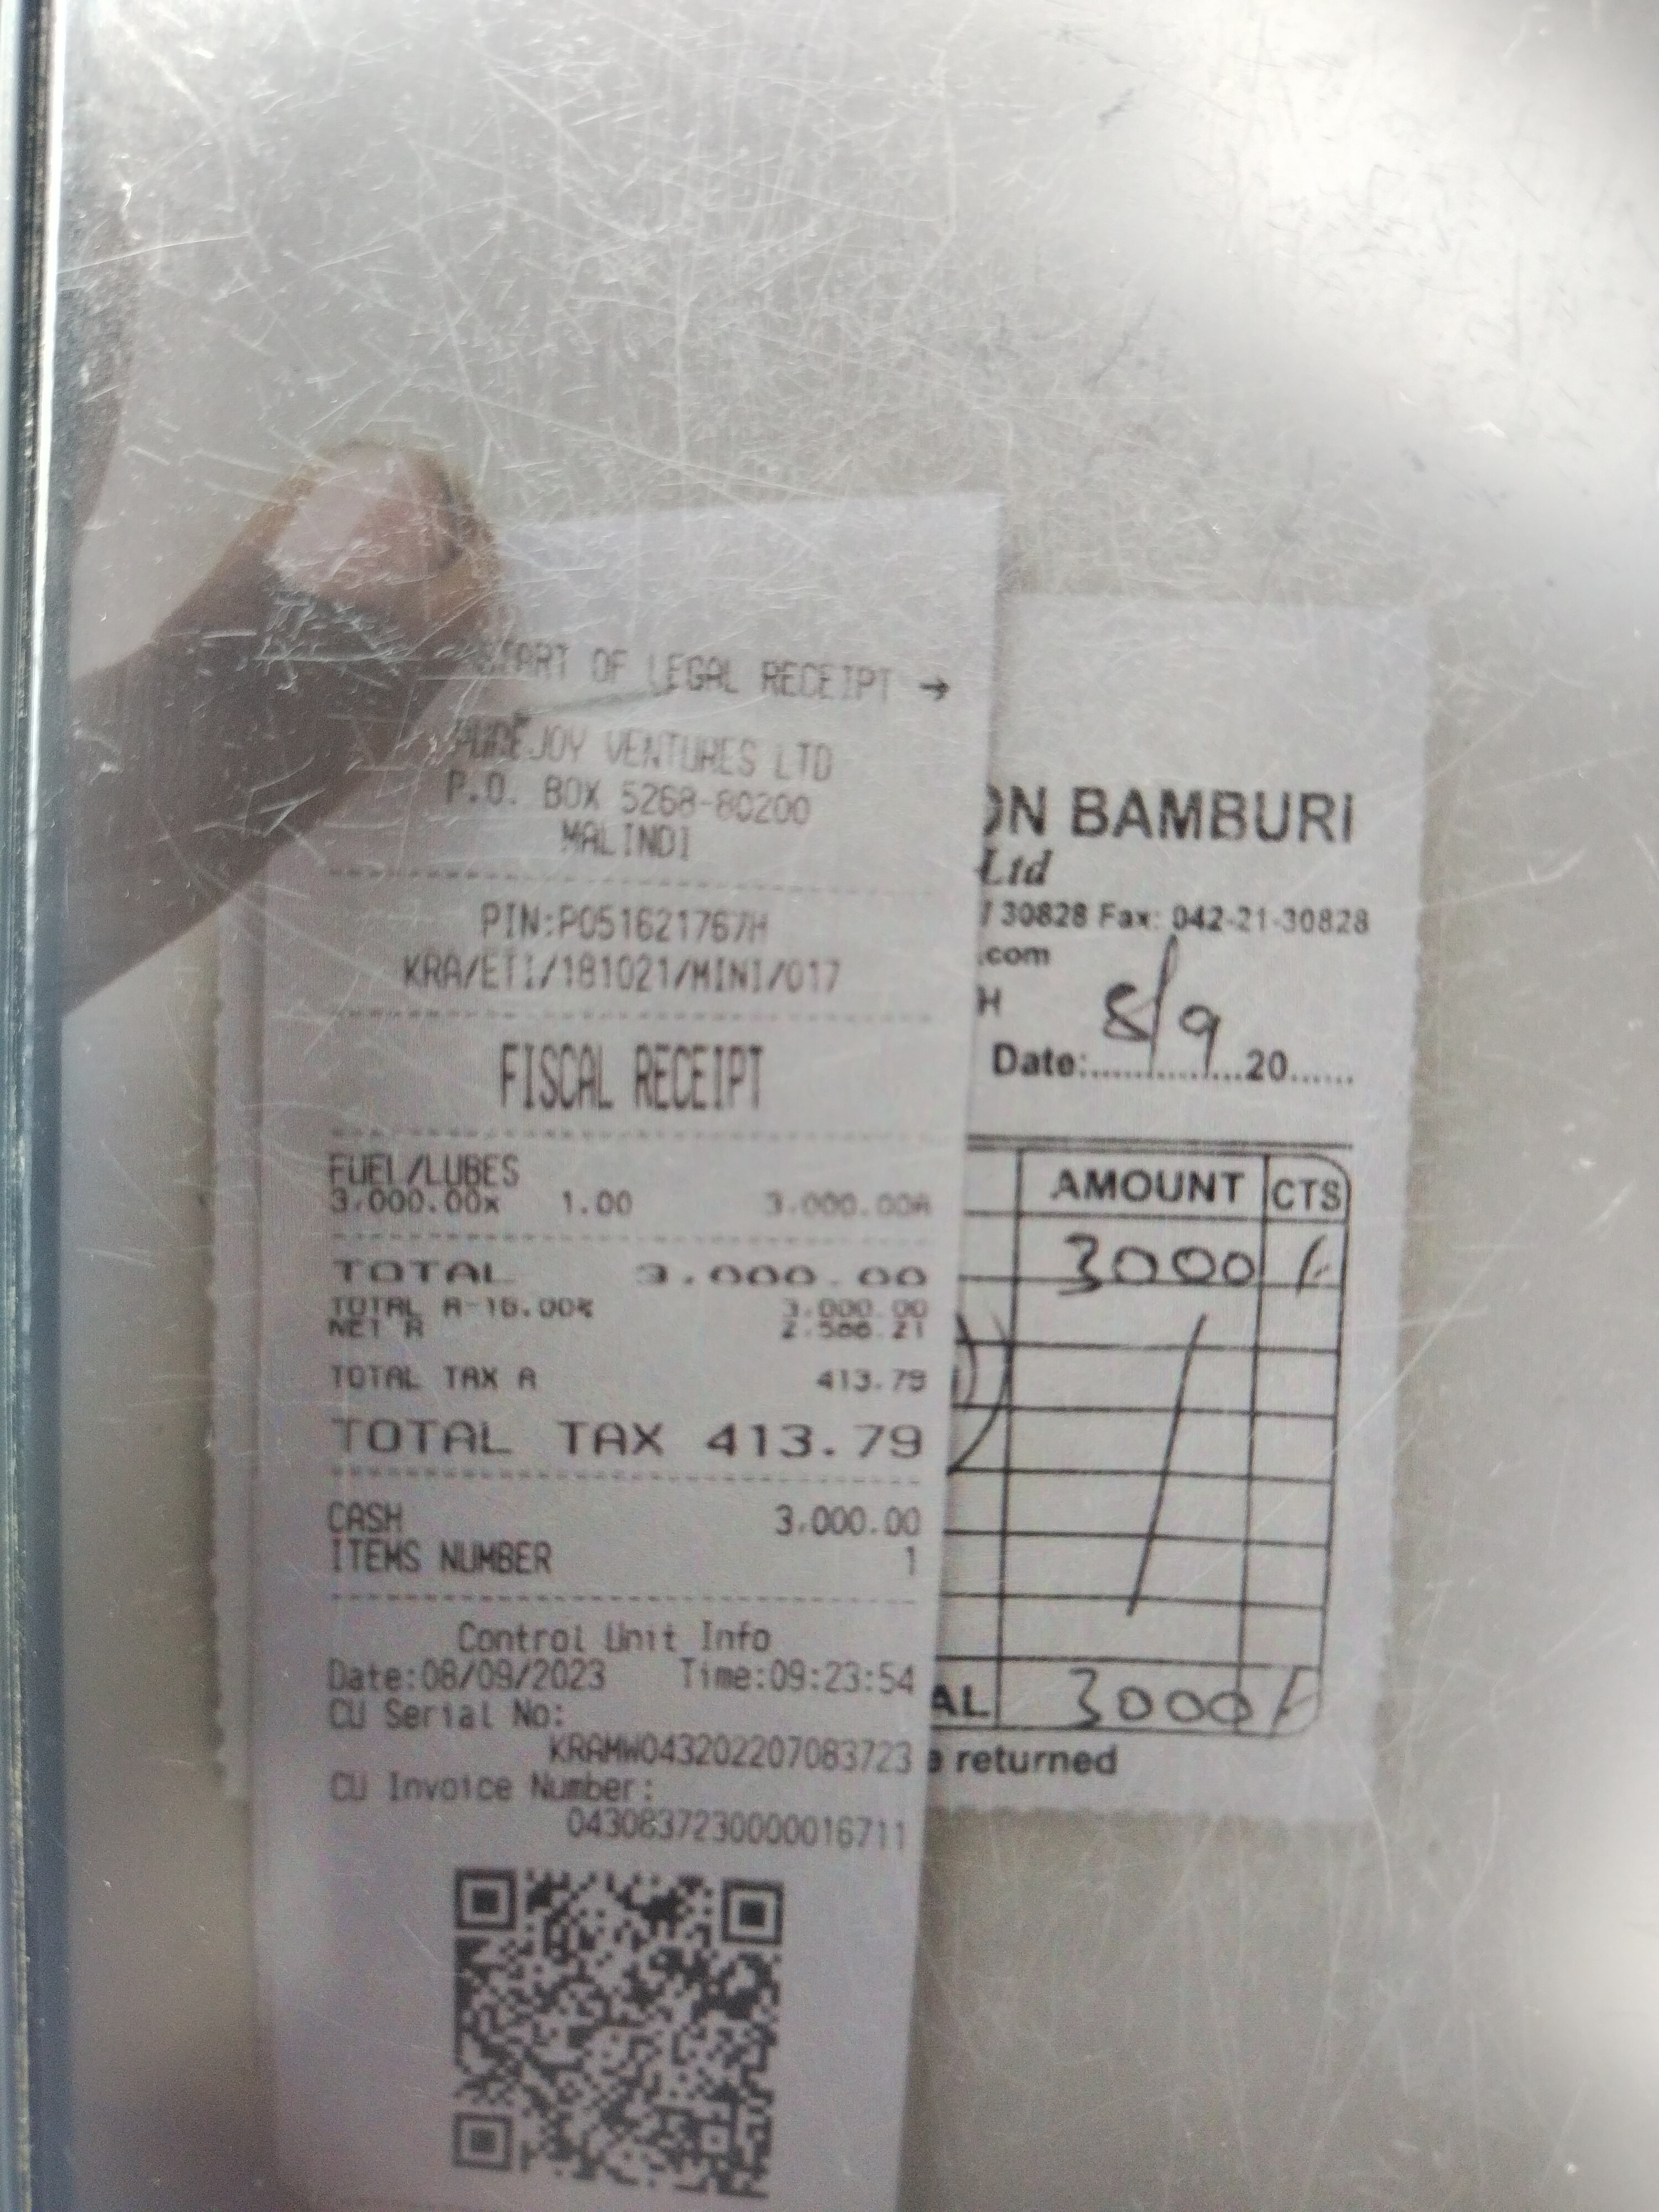 START OF LEGAL RECEIPT →
PUREJOY VENTURES LTD
P.O. BOX 5268-80200
MALINDI
PIN:P051621767H
KRA/ETI/181021/MINI/017
FISCAL RECEIPT
FUEL/LUBES
3,000.00x 1.00 3,000.00A
TOTAL 3,000.00
TOTAL A-16.00% 3,000.00
NET A 2,586.21
TOTAL TAX A 413.79
TOTAL TAX 413.79
CASH 3,000.00
ITEMS NUMBER 1
Control Unit Info
Date:08/09/2023 Time:09:23:54
CU Serial No:
KRAMW043202207083723
CU Invoice Number:
0430837230000016711
ON BAMBURI
Ltd
30828 Fax: 042-21-30828
.com
H
Date:.......8/9.......20......
AMOUNT CTS
3000 /-
AL 3000 /-
returned